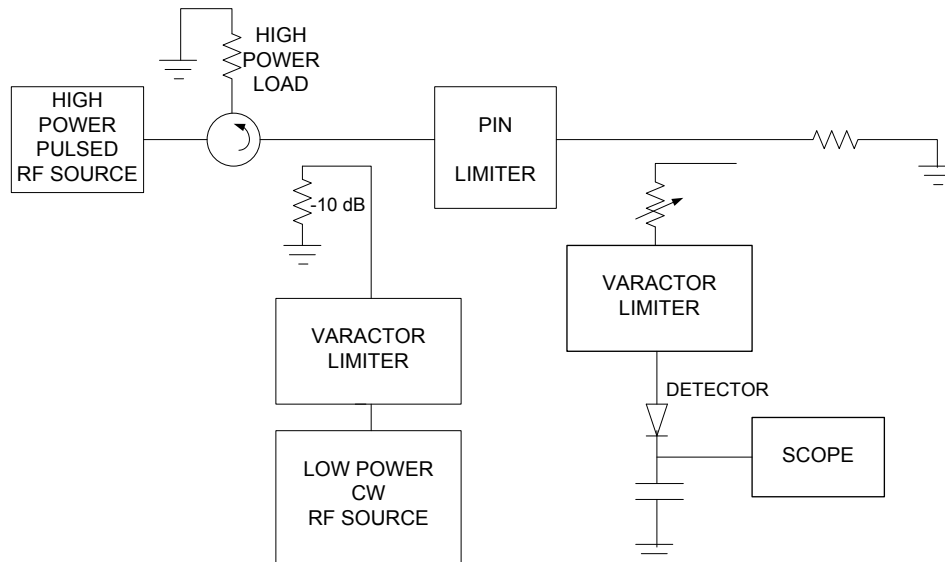 HIGH
POWER
LOAD
HIGH
POWER
PULSED
RF SOURCE
PIN
LIMITER
-10 dB
VARACTOR
LIMITER
VARACTOR
LIMITER
DETECTOR
SCOPE
LOW POWER
CW
RF SOURCE